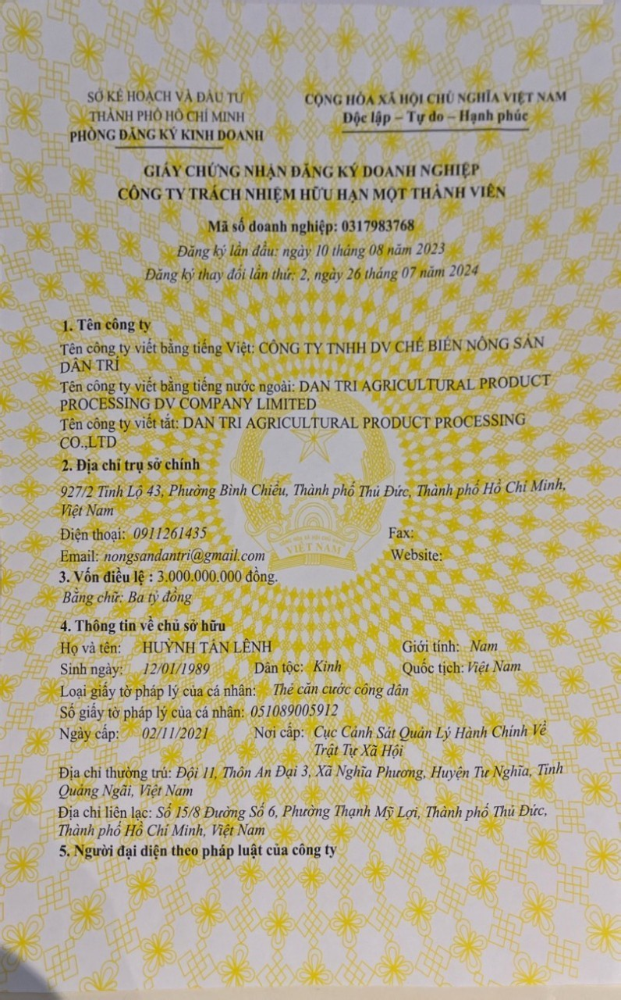 SỞ KẾ HOẠCH VÀ ĐẦU TƯ
THÀNH PHỐ HỒ CHÍ MINH
PHÒNG ĐĂNG KÝ KINH DOANH
CỘNG HÒA XÃ HỘI CHỦ NGHĨA VIỆT NAM
Độc lập – Tự do – Hạnh phúc
GIẤY CHỨNG NHẬN ĐĂNG KÝ DOANH NGHIỆP
CÔNG TY TRÁCH NHIỆM HỮU HẠN MỘT THÀNH VIÊN
Mã số doanh nghiệp: 0317983768
Đăng ký lần đầu: ngày 10 tháng 08 năm 2023
Đăng ký thay đổi lần thứ: 2, ngày 26 tháng 07 năm 2024
1. Tên công ty
Tên công ty viết bằng tiếng Việt: CÔNG TY TNHH DV CHẾ BIẾN NÔNG SẢN
DÂN TRÍ
Tên công ty viết bằng tiếng nước ngoài: DAN TRI AGRICULTURAL PRODUCT
PROCESSING DV COMPANY LIMITED
Tên công ty viết tắt: DAN TRI AGRICULTURAL PRODUCT PROCESSING
CO.,LTD
2. Địa chỉ trụ sở chính
927/2 Tỉnh Lộ 43, Phường Bình Chiểu, Thành phố Thủ Đức, Thành phố Hồ Chí Minh,
Việt Nam
Điện thoại: 0911261435 Fax:
Email: nongsandantri@gmail.com Website:
VIỆT NAM
3. Vốn điều lệ : 3.000.000.000 đồng.
Bằng chữ: Ba tỷ đồng
4. Thông tin về chủ sở hữu
Họ và tên: HUỲNH TẤN LÊNH Giới tính: Nam
Sinh ngày: 12/01/1989 Dân tộc: Kinh Quốc tịch: Việt Nam
Loại giấy tờ pháp lý của cá nhân: Thẻ căn cước công dân
Số giấy tờ pháp lý của cá nhân: 051089005912
Ngày cấp: 02/11/2021 Nơi cấp: Cục Cảnh Sát Quản Lý Hành Chính Về
Trật Tự Xã Hội
Địa chỉ thường trú: Đội 11, Thôn An Đại 3, Xã Nghĩa Phương, Huyện Tư Nghĩa, Tỉnh
Quảng Ngãi, Việt Nam
Địa chỉ liên lạc: Số 15/8 Đường Số 6, Phường Thạnh Mỹ Lợi, Thành phố Thủ Đức,
Thành phố Hồ Chí Minh, Việt Nam
5. Người đại diện theo pháp luật của công ty